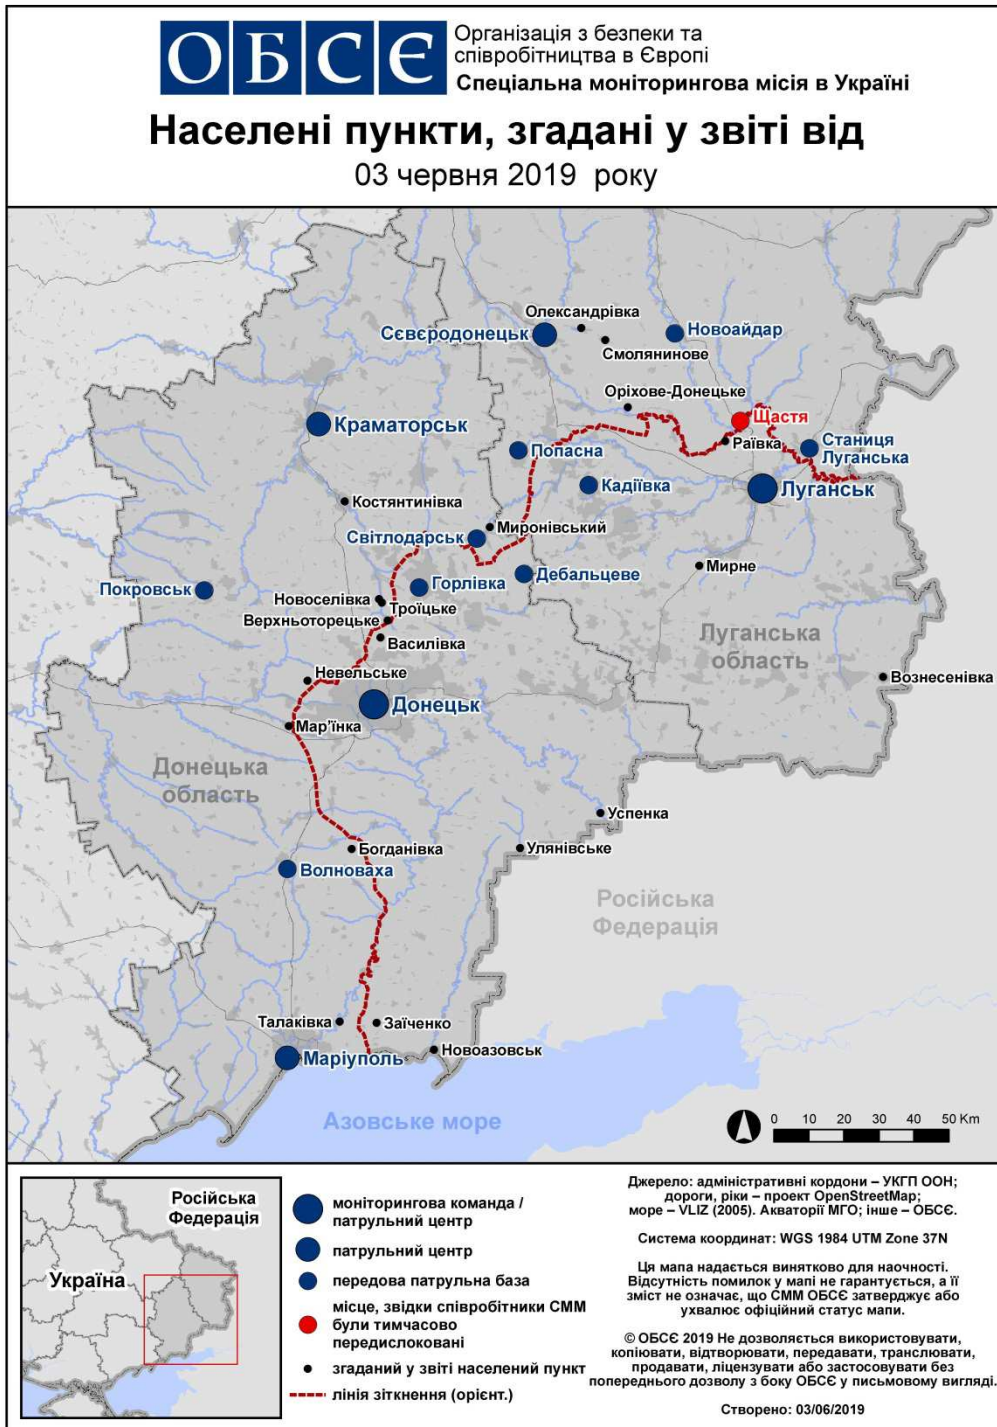 ОБСЄ
Організація з безпеки та
співробітництва в Європі
Спеціальна моніторингова місія в Україні
Населені пункти, згадані у звіті від
03 червня 2019 року
Олександрівка
Сєвєродонецьк
Новоайдар
Смолянинове
Оріхове-Донецьке
Щастя
Краматорськ
Раївка
Станиця
Луганська
Попасна
Кадіївка
Луганськ
Костянтинівка
Миронівський
Світлодарськ
Мирне
Дебальцеве
Покровськ
Горлівка
Новоселівка
Троїцьке
Верхньоторецьке
Василівка
Луганська
область
Невельське
Вознесенівка
Донецьк
Мар’їнка
Донецька
область
Успенка
Богданівка
Улянівське
Волноваха
Російська
Федерація
Талаківка
Заїченко
Новоазовськ
Маріуполь
Азовське море
0 10 20 30 40 50 Km
Російська
Федерація
Україна
моніторингова команда /
патрульний центр
патрульний центр
передова патрульна база
місце, звідки співробітники СММ
були тимчасово
передислоковані
згаданий у звіті населений пункт
лінія зіткнення (орієнт.)
Джерело: адміністративні кордони – УКГП ООН;
дороги, ріки – проект OpenStreetMap;
море – VLIZ (2005). Акваторії МГО; інше – ОБСЄ.
Система координат: WGS 1984 UTM Zone 37N
Ця мапа надається винятково для наочності.
Відсутність помилок у мапі не гарантується, а її
зміст не означає, що СММ ОБСЄ затверджує або
ухвалює офіційний статус мапи.
© ОБСЄ 2019 Не дозволяється використовувати,
копіювати, відтворювати, передавати, транслювати,
продавати, ліцензувати або застосовувати без
попереднього дозволу з боку ОБСЄ у письмовому вигляді.
Створено: 03/06/2019